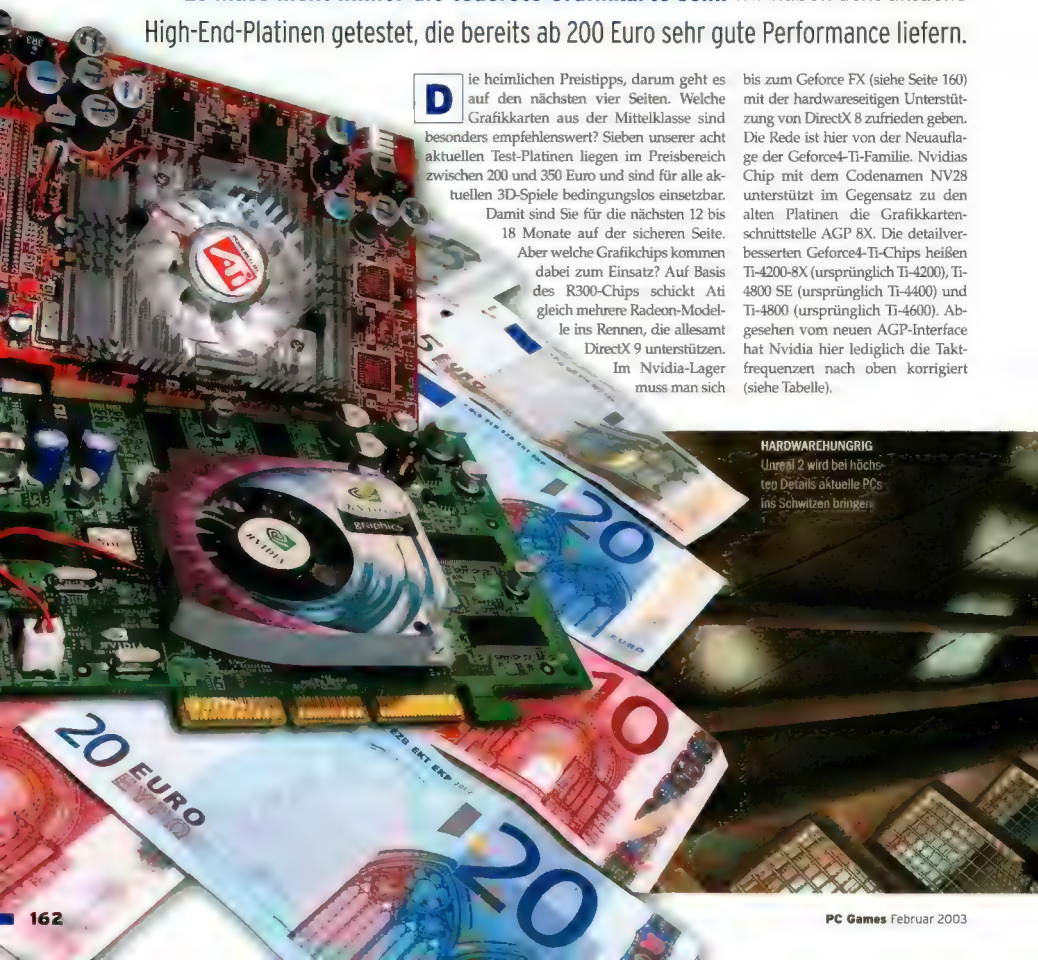 High-End-Platinen getestet, die bereits ab 200 Euro sehr gute Performance liefern.
Die heimlichen Preistipps, darum geht es
auf den nächsten vier Seiten. Welche
Grafikkarten aus der Mittelklasse sind
besonders empfehlenswert? Sieben unserer acht
aktuellen Test-Platinen liegen im Preisbereich
zwischen 200 und 350 Euro und sind für alle ak-
tuellen 3D-Spiele bedingungslos einsetzbar.
Damit sind Sie für die nächsten 12 bis
18 Monate auf der sicheren Seite.
Aber welche Grafikchips kommen
dabei zum Einsatz? Auf Basis
des R300-Chips schickt Ati
gleich mehrere Radeon-Model-
le ins Rennen, die allesamt
DirectX 9 unterstützen.
Im Nvidia-Lager
muss man sich
bis zum Geforce FX (siehe Seite 160)
mit der hardwareseitigen Unterstüt-
zung von DirectX 8 zufrieden geben.
Die Rede ist hier von der Neuaufla-
ge der Geforce4-Ti-Familie. Nvidias
Chip mit dem Codenamen NV28
unterstützt im Gegensatz zu den
alten Platinen die Grafikkarten-
schnittstelle AGP 8X. Die detailver-
besserten Geforce4-Ti-Chips heißen
Ti-4200-8X (ursprünglich Ti-4200), Ti-
4800 SE (ursprünglich Ti-4400) und
Ti-4800 (ursprünglich Ti-4600). Ab-
gesehen vom neuen AGP-Interface
hat Nvidia hier lediglich die Takt-
frequenzen nach oben korrigiert
(siehe Tabelle).
HARDWAREHUNGRIG
Unreal 2 wird bei höchs-
ten Details aktuelle PCs
ins Schwitzen bringen
ATi
NVIDIA
graphics
NVIDIA
5 EURO
20
EURO
10
20 EURO
EZB EKT EKP 2002
20
162
PC Games Februar 2003